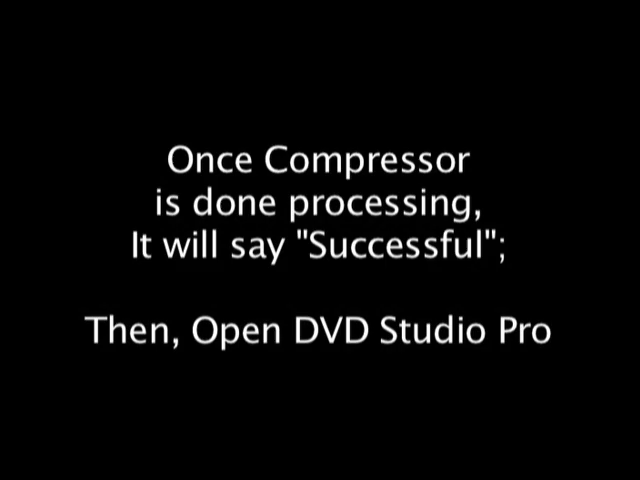 Once Compressor
is done processing,
It will say "Successful";
Then, Open DVD Studio Pro